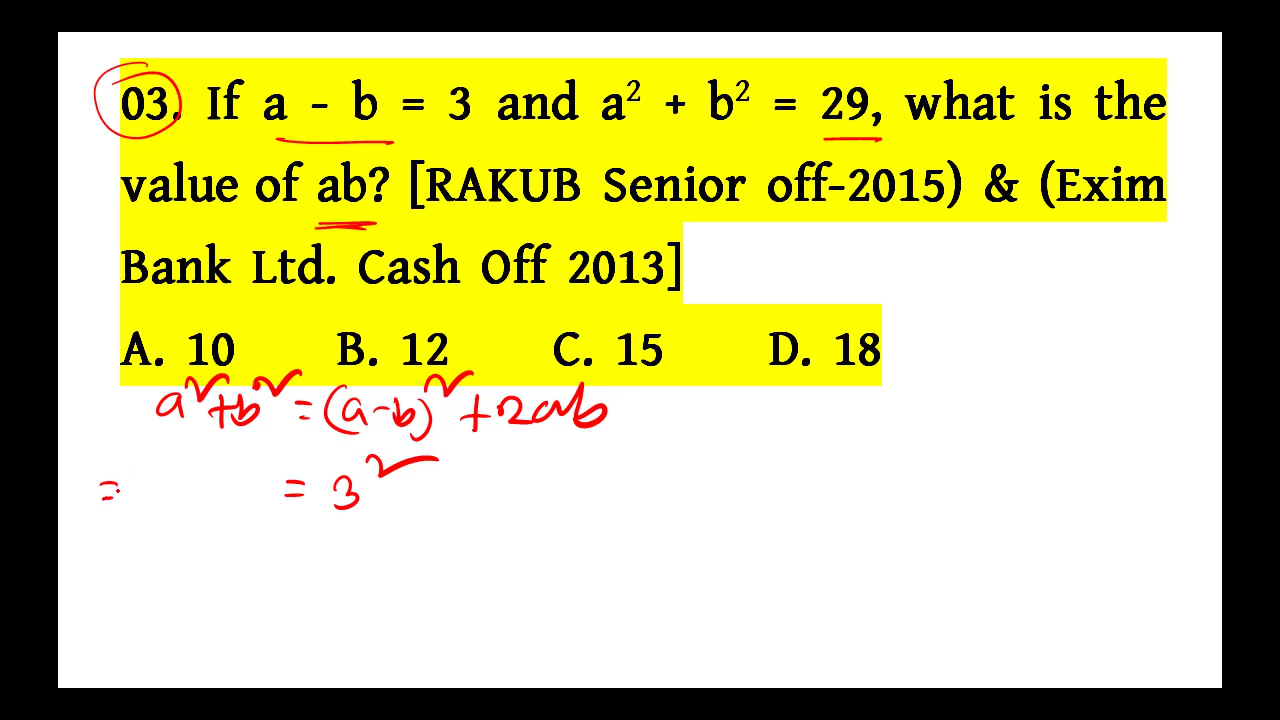 03. If a - b = 3 and a² + b² = 29, what is the
value of ab? [RAKUB Senior off-2015) & (Exim
Bank Ltd. Cash Off 2013]
A. 10 B. 12 C. 15 D. 18
a² + b² = (a-b)² + 2ab
= = 3²